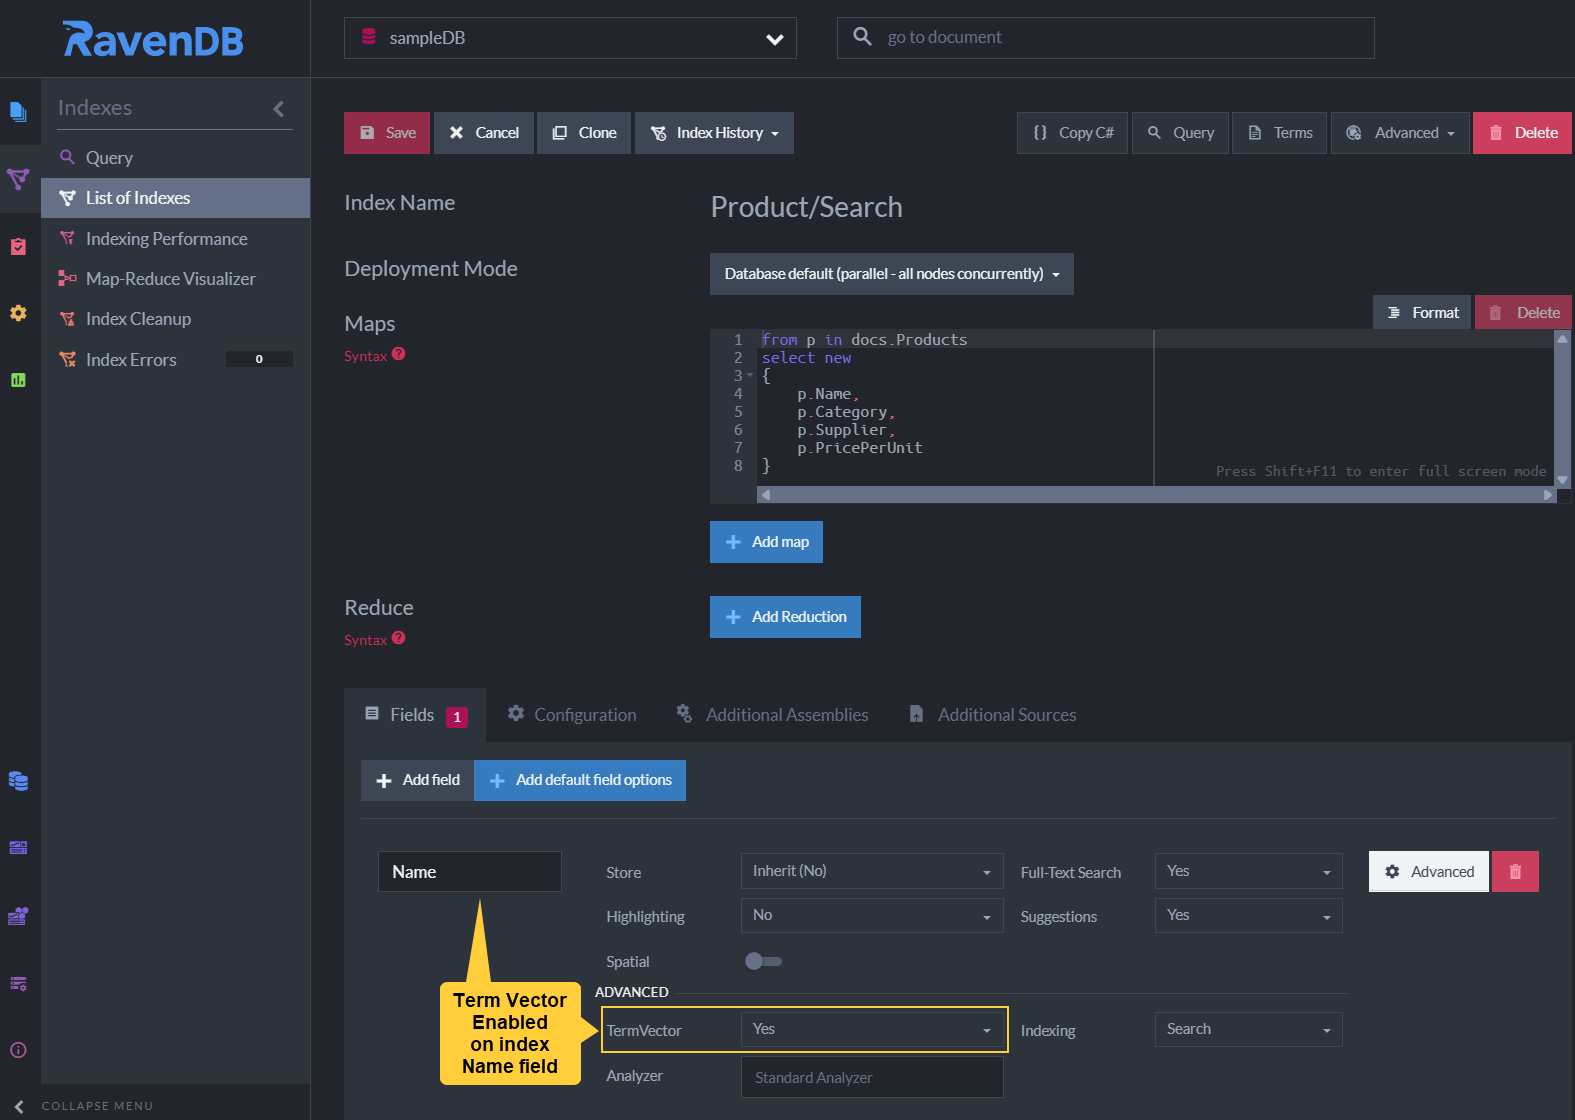 RavenDB
sampleDB
go to document
Indexes
Query
List of Indexes
Indexing Performance
Map-Reduce Visualizer
Index Cleanup
Index Errors 0
COLLAPSE MENU
Save Cancel Clone Index History
Copy C# Query Terms Advanced Delete
Index Name
Product/Search
Deployment Mode
Database default (parallel - all nodes concurrently)
Maps
Syntax ?
Format Delete
1 from p in docs.Products
2 select new
3 {
4 p.Name,
5 p.Category,
6 p.Supplier,
7 p.PricePerUnit
8 }
Press Shift+F11 to enter full screen mode
Add map
Reduce
Syntax ?
Add Reduction
Fields 1 Configuration Additional Assemblies Additional Sources
Add field Add default field options
Name
Store Inherit (No) Full-Text Search Yes
Advanced
Highlighting No Suggestions Yes
Spatial
ADVANCED
TermVector Yes Indexing Search
Analyzer Standard Analyzer
Term Vector
Enabled
on index
Name field